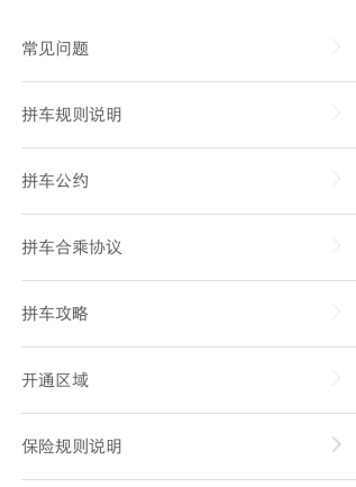 常见问题
拼车规则说明
拼车公约
拼车合乘协议
拼车攻略
开通区域
保险规则说明